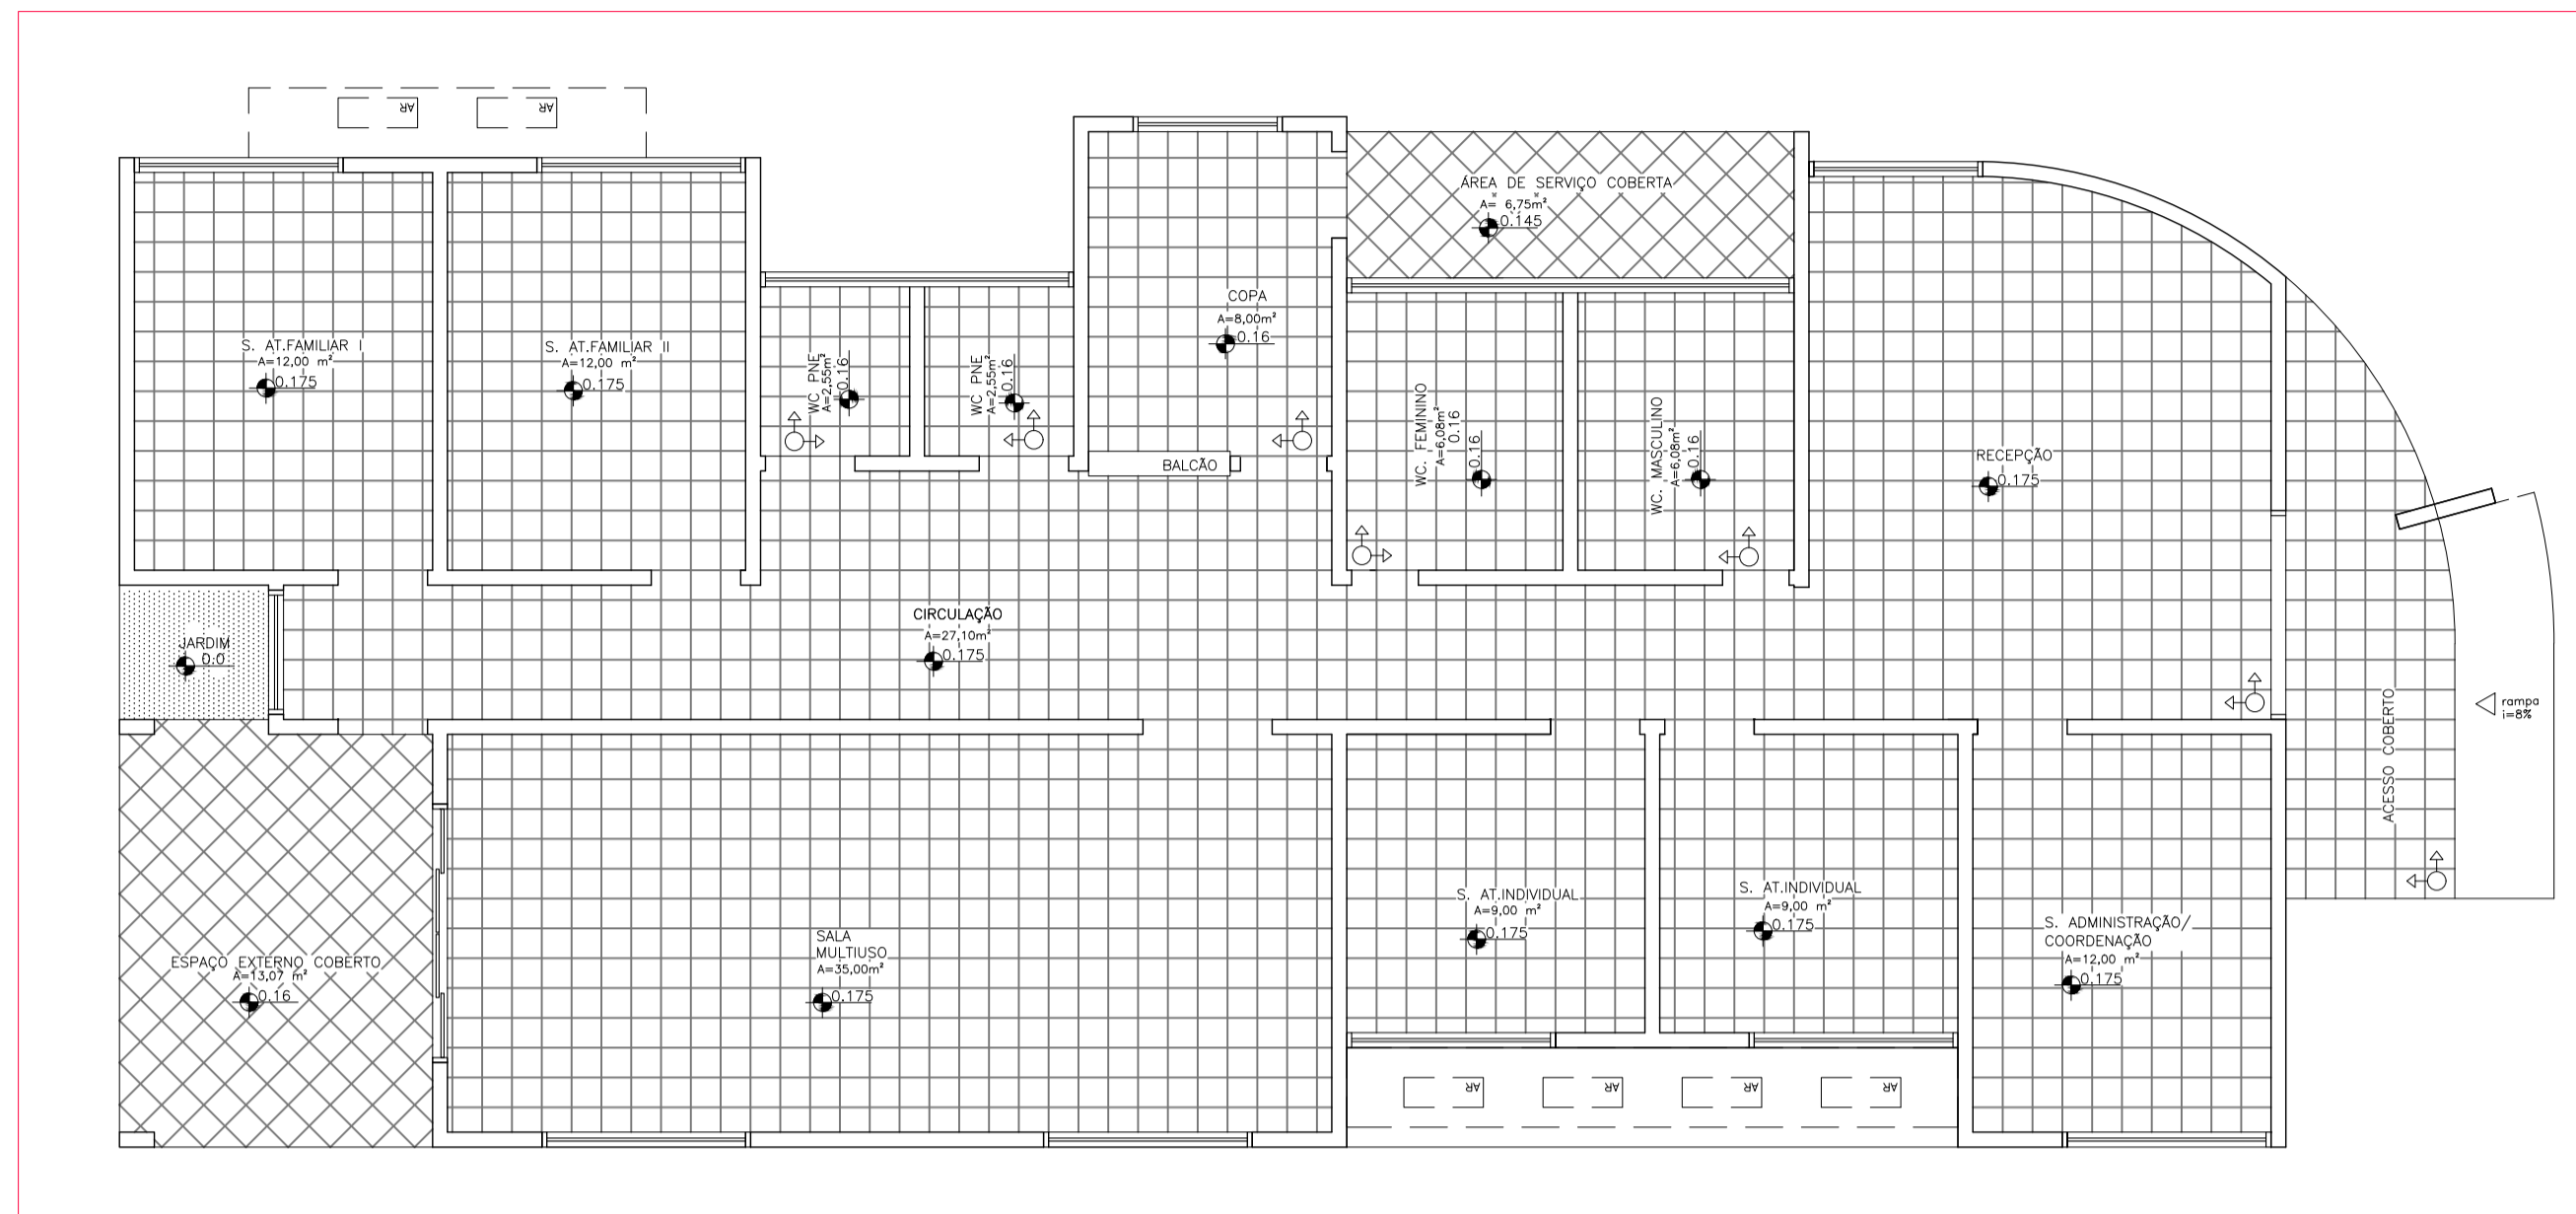 AR
AR
ÁREA DE SERVIÇO COBERTA
A= 6,75m²
0.145
COPA
A=8,00m²
0.16
S. AT.FAMILIAR I
A=12,00 m²
0.175
S. AT.FAMILIAR II
A=12,00 m²
0.175
WC PNE
A=2,55m²
0.16
WC PNE
A=2,55m²
0.16
BALCÃO
WC. FEMININO
A=6,08m²
0.16
0.16
WC. MASCULINO
A=6,08m²
0.16
RECEPÇÃO
0.175
JARDIM
0.0
CIRCULAÇÃO
A=27,10m²
0.175
ACESSO COBERTO
rampa
i=8%
ESPAÇO EXTERNO COBERTO
A=13,07 m²
0.16
SALA
MULTIUSO
A=35,00m²
0.175
S. AT.INDIVIDUAL
A=9,00 m²
0.175
S. AT.INDIVIDUAL
A=9,00 m²
0.175
S. ADMINISTRAÇÃO/
COORDENAÇÃO
A=12,00 m²
0.175
AR
AR
AR
AR